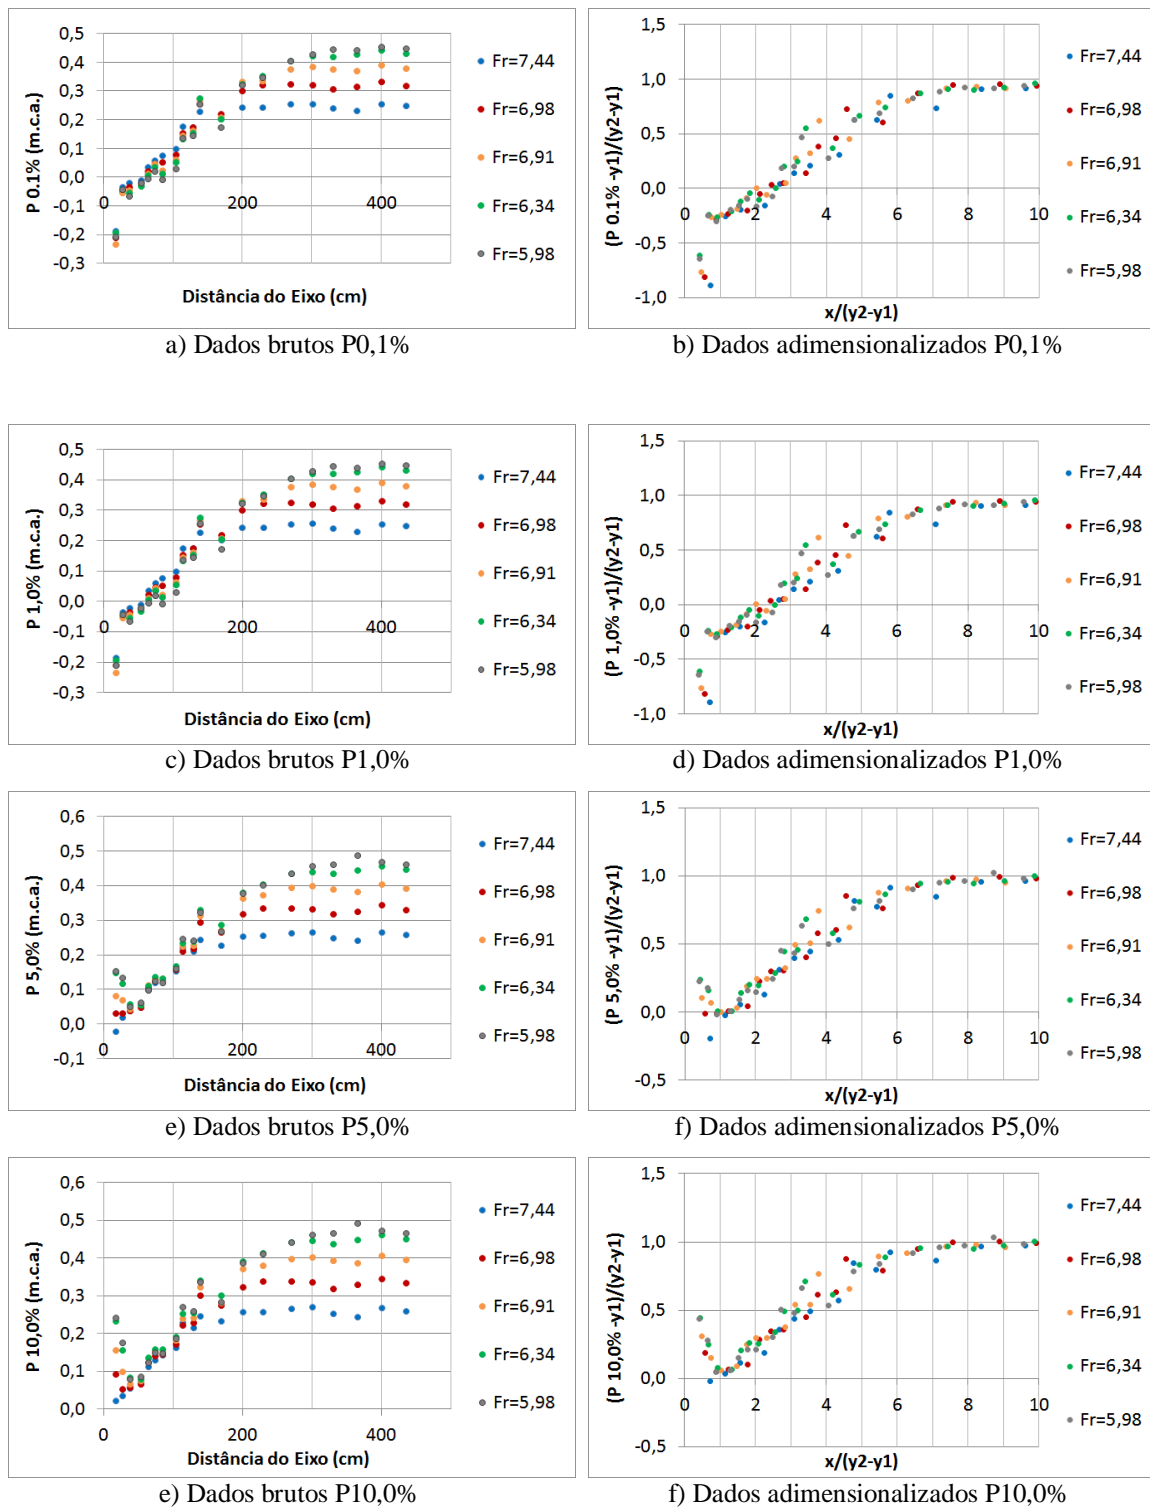 0,5
0,4
0,3
0,2
0,1
0,0
-0,1
-0,2
-0,3
0
200
400
P 0.1% (m.c.a.)
Distância do Eixo (cm)
Fr=7,44
Fr=6,98
Fr=6,91
Fr=6,34
Fr=5,98
a) Dados brutos P0,1%
1,5
1,0
0,5
0,0
-0,5
-1,0
0
2
4
6
8
10
(P 0.1% -y1)/(y2-y1)
x/(y2-y1)
Fr=7,44
Fr=6,98
Fr=6,91
Fr=6,34
Fr=5,98
b) Dados adimensionalizados P0,1%
0,5
0,4
0,3
0,2
0,1
0,0
-0,1
-0,2
-0,3
0
200
400
P 1,0% (m.c.a.)
Distância do Eixo (cm)
Fr=7,44
Fr=6,98
Fr=6,91
Fr=6,34
Fr=5,98
c) Dados brutos P1,0%
1,5
1,0
0,5
0,0
-0,5
-1,0
0
2
4
6
8
10
(P 1,0% -y1)/(y2-y1)
x/(y2-y1)
Fr=7,44
Fr=6,98
Fr=6,91
Fr=6,34
Fr=5,98
d) Dados adimensionalizados P1,0%
0,6
0,5
0,4
0,3
0,2
0,1
0,0
-0,1
0
200
400
P 5,0% (m.c.a.)
Distância do Eixo (cm)
Fr=7,44
Fr=6,98
Fr=6,91
Fr=6,34
Fr=5,98
e) Dados brutos P5,0%
1,5
1,0
0,5
0,0
-0,5
0
2
4
6
8
10
(P 5,0% -y1)/(y2-y1)
x/(y2-y1)
Fr=7,44
Fr=6,98
Fr=6,91
Fr=6,34
Fr=5,98
f) Dados adimensionalizados P5,0%
0,6
0,5
0,4
0,3
0,2
0,1
0,0
0
200
400
P 10,0% (m.c.a.)
Distância do Eixo (cm)
Fr=7,44
Fr=6,98
Fr=6,91
Fr=6,34
Fr=5,98
e) Dados brutos P10,0%
1,5
1,0
0,5
0,0
-0,5
0
2
4
6
8
10
(P 10,0% -y1)/(y2-y1)
x/(y2-y1)
Fr=7,44
Fr=6,98
Fr=6,91
Fr=6,34
Fr=5,98
f) Dados adimensionalizados P10,0%